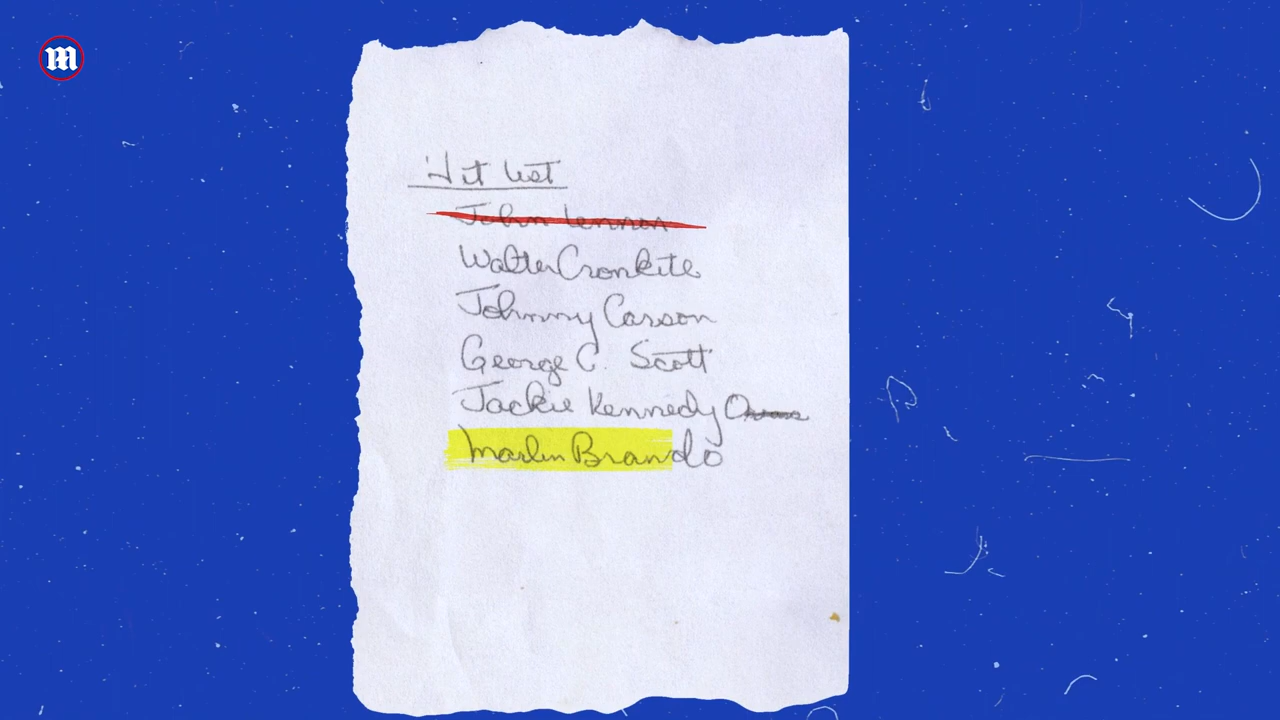 M
Hit list
John Lennon
Walter Cronkite
Johnny Carson
George C. Scott
Jackie Kennedy
Marlin Brando